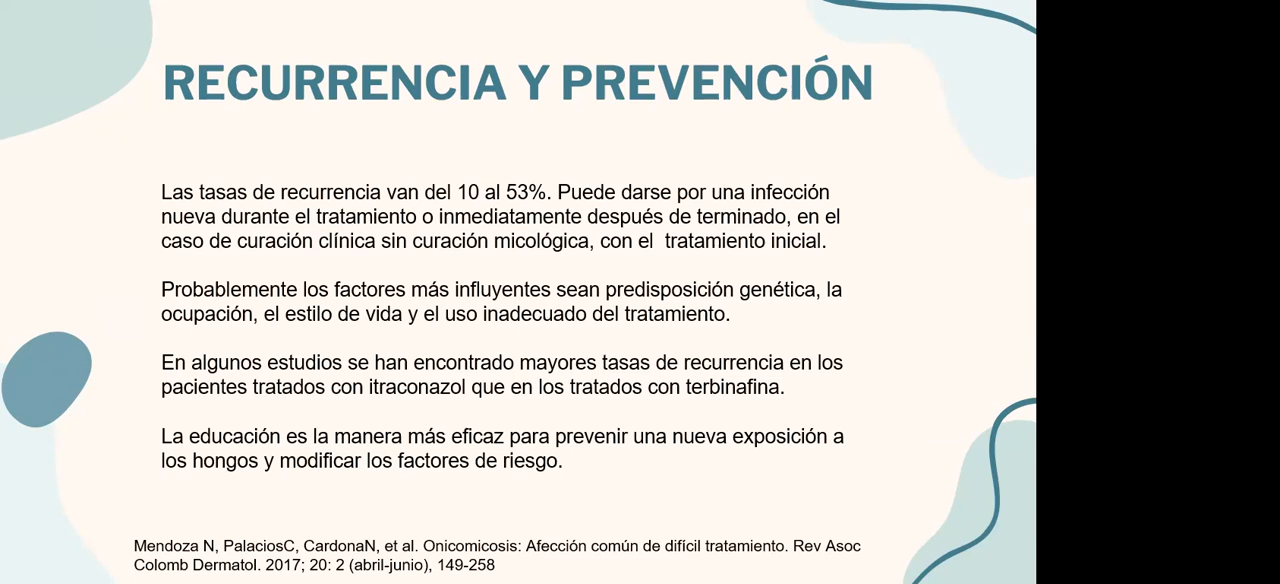 RECURRENCIA Y PREVENCIÓN
Las tasas de recurrencia van del 10 al 53%. Puede darse por una infección
nueva durante el tratamiento o inmediatamente después de terminado, en el
caso de curación clínica sin curación micológica, con el  tratamiento inicial.
Probablemente los factores más influyentes sean predisposición genética, la
ocupación, el estilo de vida y el uso inadecuado del tratamiento.
En algunos estudios se han encontrado mayores tasas de recurrencia en los
pacientes tratados con itraconazol que en los tratados con terbinafina.
La educación es la manera más eficaz para prevenir una nueva exposición a
los hongos y modificar los factores de riesgo.
Mendoza N, PalaciosC, CardonaN, et al. Onicomicosis: Afección común de difícil tratamiento. Rev Asoc
Colomb Dermatol. 2017; 20: 2 (abril-junio), 149-258